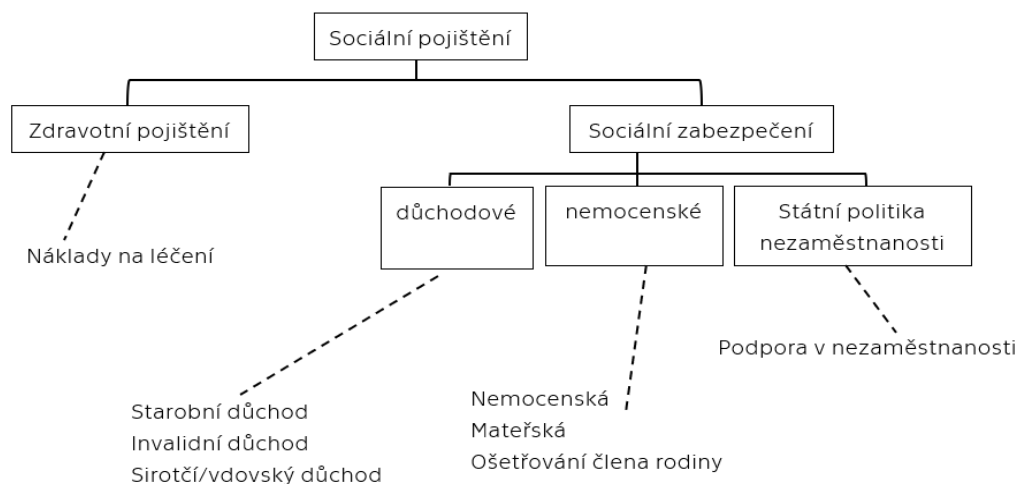 Sociální pojištění
Zdravotní pojištění
Sociální zabezpečení
důchodové
nemocenské
Státní politika
nezaměstnanosti
Náklady na léčení
Podpora v nezaměstnanosti
Starobní důchod
Invalidní důchod
Sirotčí/vdovský důchod
Nemocenská
Mateřská
Ošetřování člena rodiny